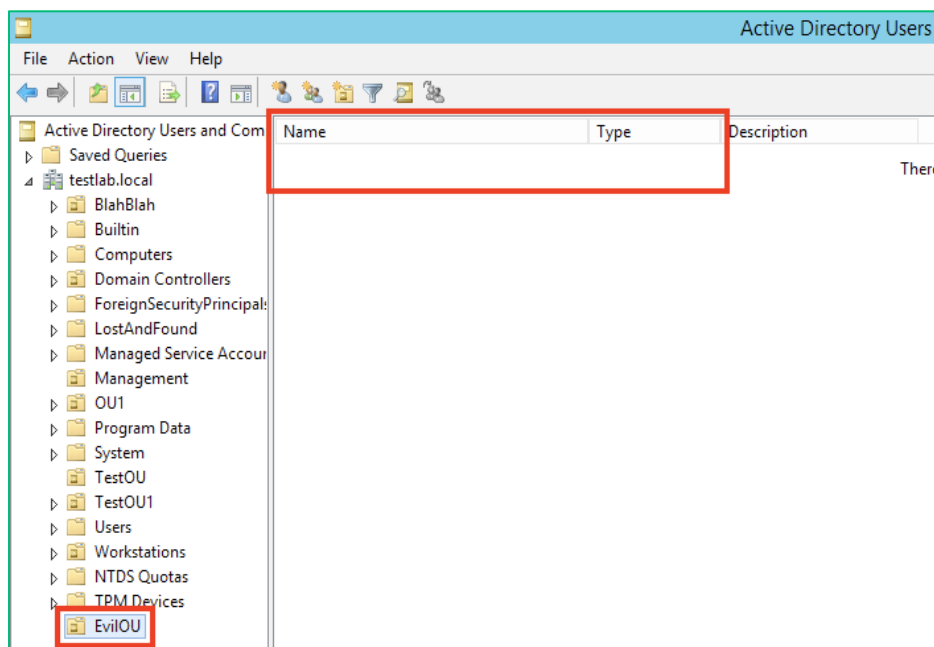 Active Directory Users
File Action View Help
Active Directory Users and Com
Name Type Description
Saved Queries
There
testlab.local
BlahBlah
Builtin
Computers
Domain Controllers
ForeignSecurityPrincipals
LostAndFound
Managed Service Accour
Management
OU1
Program Data
System
TestOU
TestOU1
Users
Workstations
NTDS Quotas
TPM Devices
EvilOU